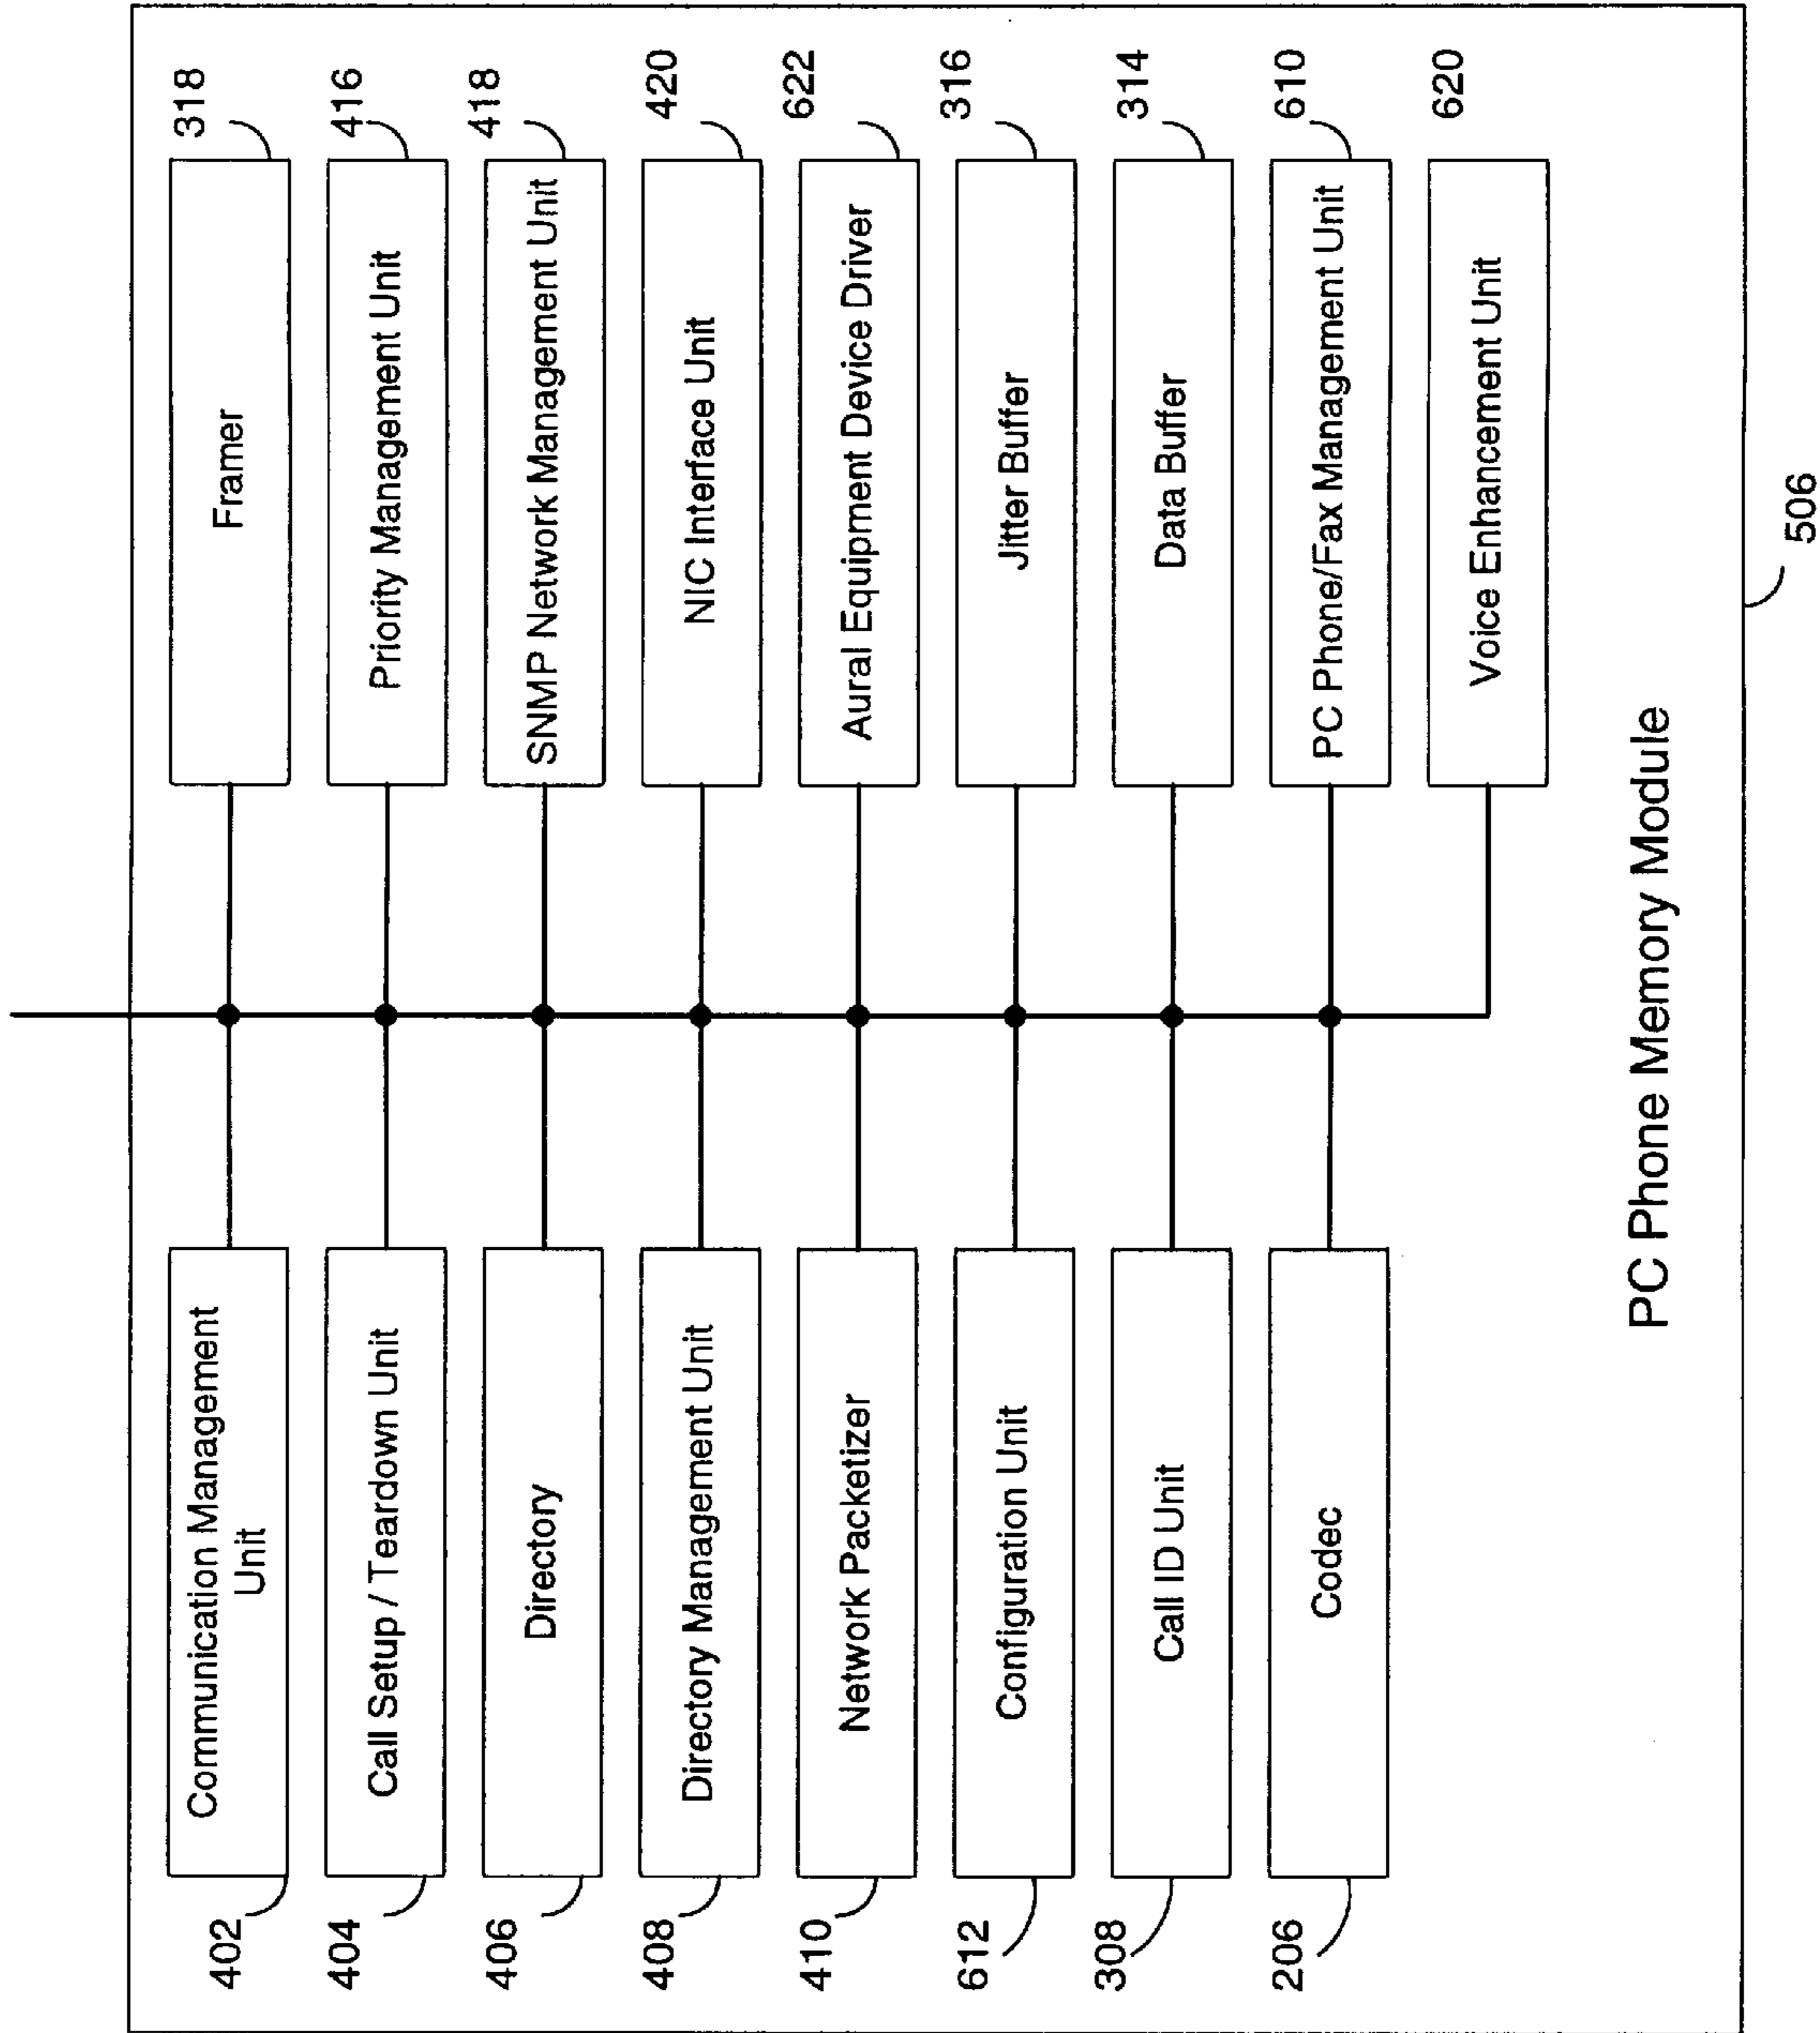 402
Communication Management
Unit
Framer
318
404
Call Setup / Teardown Unit
Priority Management Unit
416
406
Directory
SNMP Network Management Unit
418
408
Directory Management Unit
NIC Interface Unit
420
410
Network Packetizer
Aural Equipment Device Driver
622
612
Configuration Unit
Jitter Buffer
316
308
Call ID Unit
Data Buffer
314
206
Codec
PC Phone/Fax Management Unit
610
Voice Enhancement Unit
620
PC Phone Memory Module
506